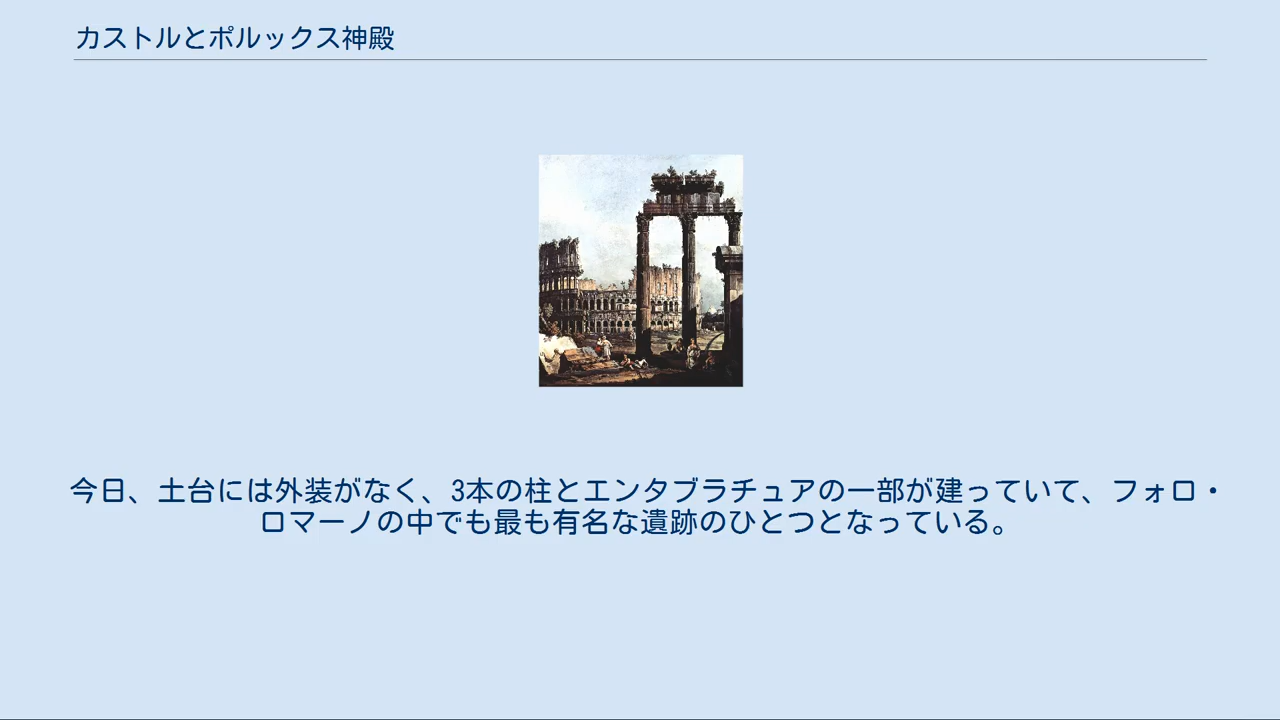 カストルとポルックス神殿
今日、土台には外装がなく、3本の柱とエンタブラチュアの一部が建っていて、フォロ・
ロマーノの中でも最も有名な遺跡のひとつとなっている。